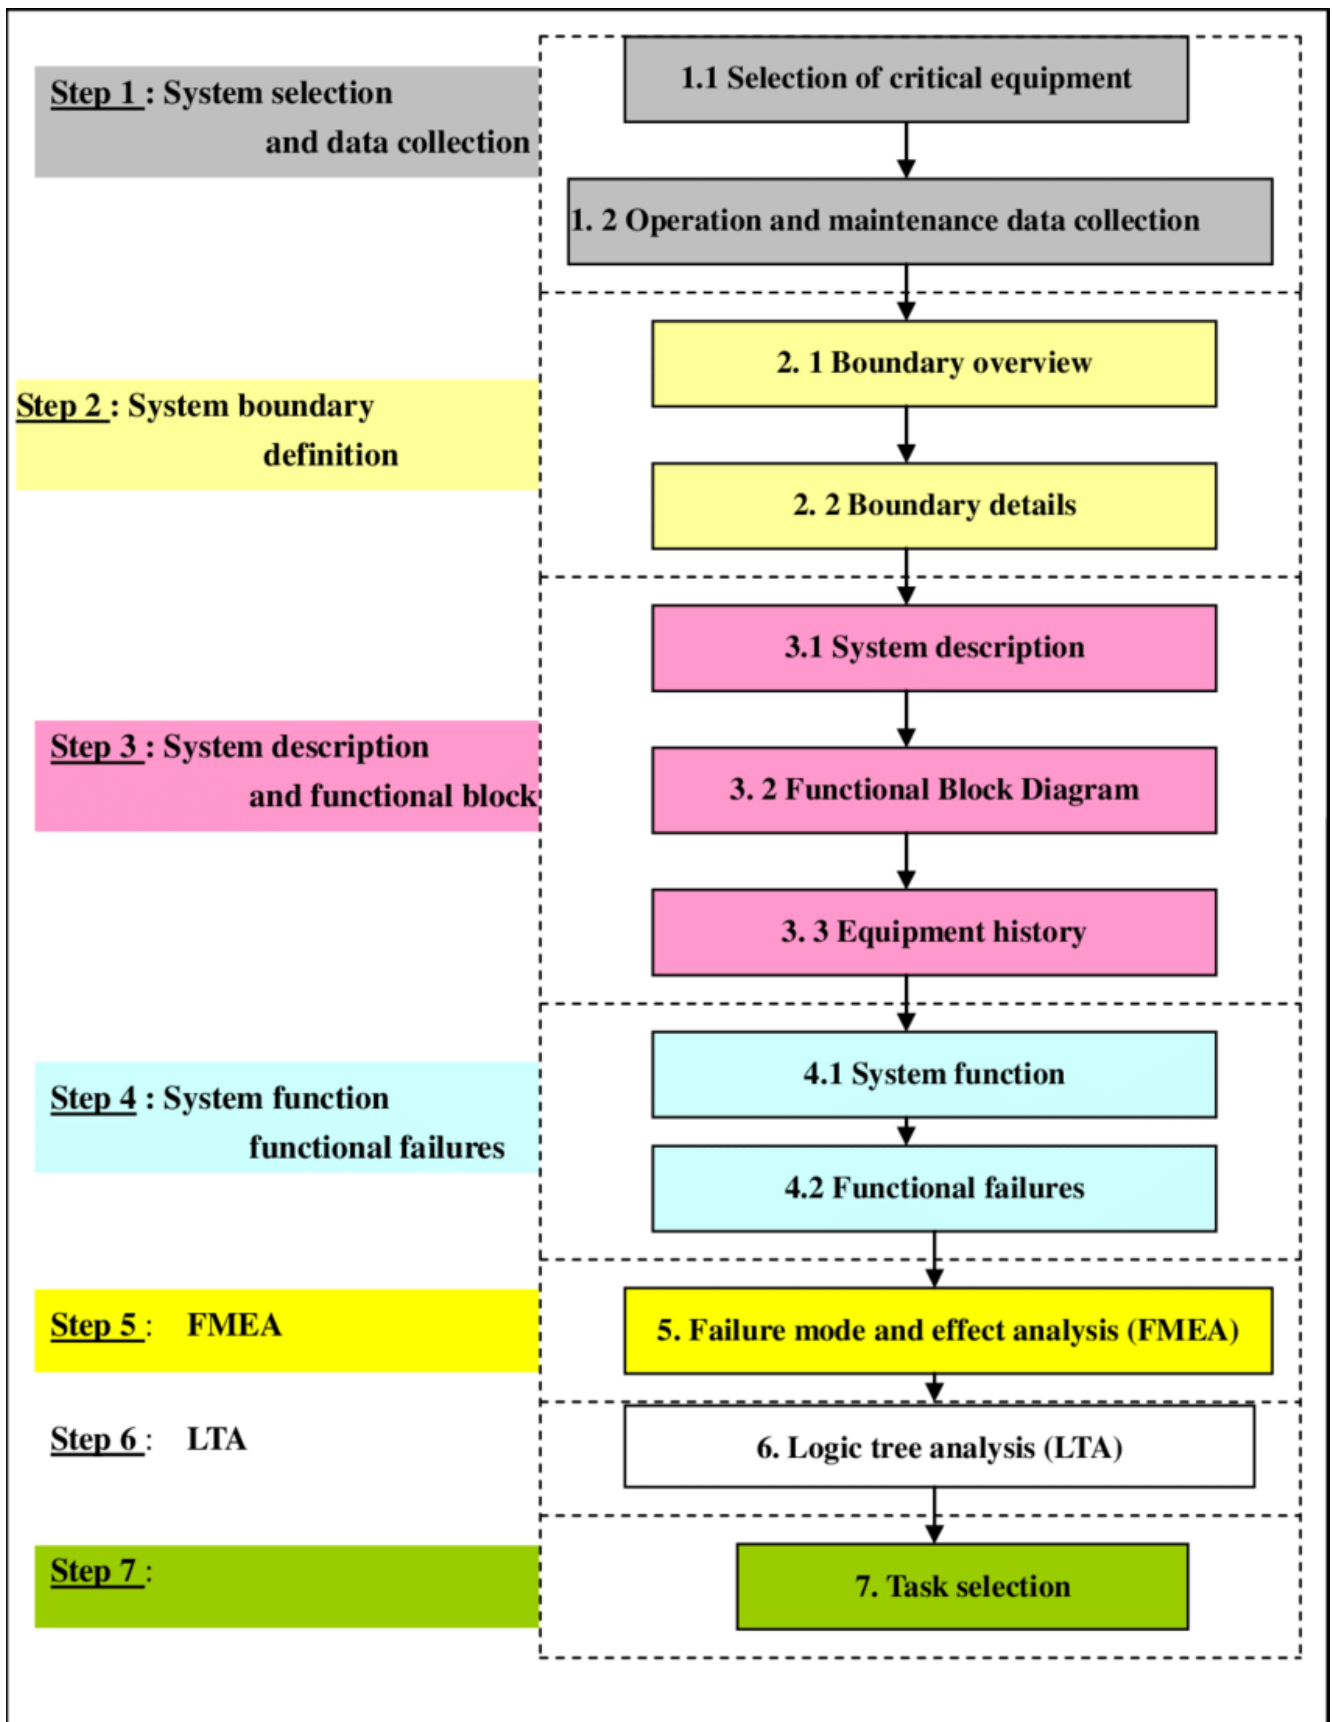 1.1 Selection of critical equipment
Step 1 : System selection
and data collection
1. 2 Operation and maintenance data collection
2. 1 Boundary overview
Step 2 : System boundary
definition
2. 2 Boundary details
3.1 System description
Step 3 : System description
and functional block
3. 2 Functional Block Diagram
3. 3 Equipment history
4.1 System function
Step 4 : System function
functional failures
4.2 Functional failures
Step 5 : FMEA
5. Failure mode and effect analysis (FMEA)
Step 6 : LTA
6. Logic tree analysis (LTA)
Step 7 :
7. Task selection